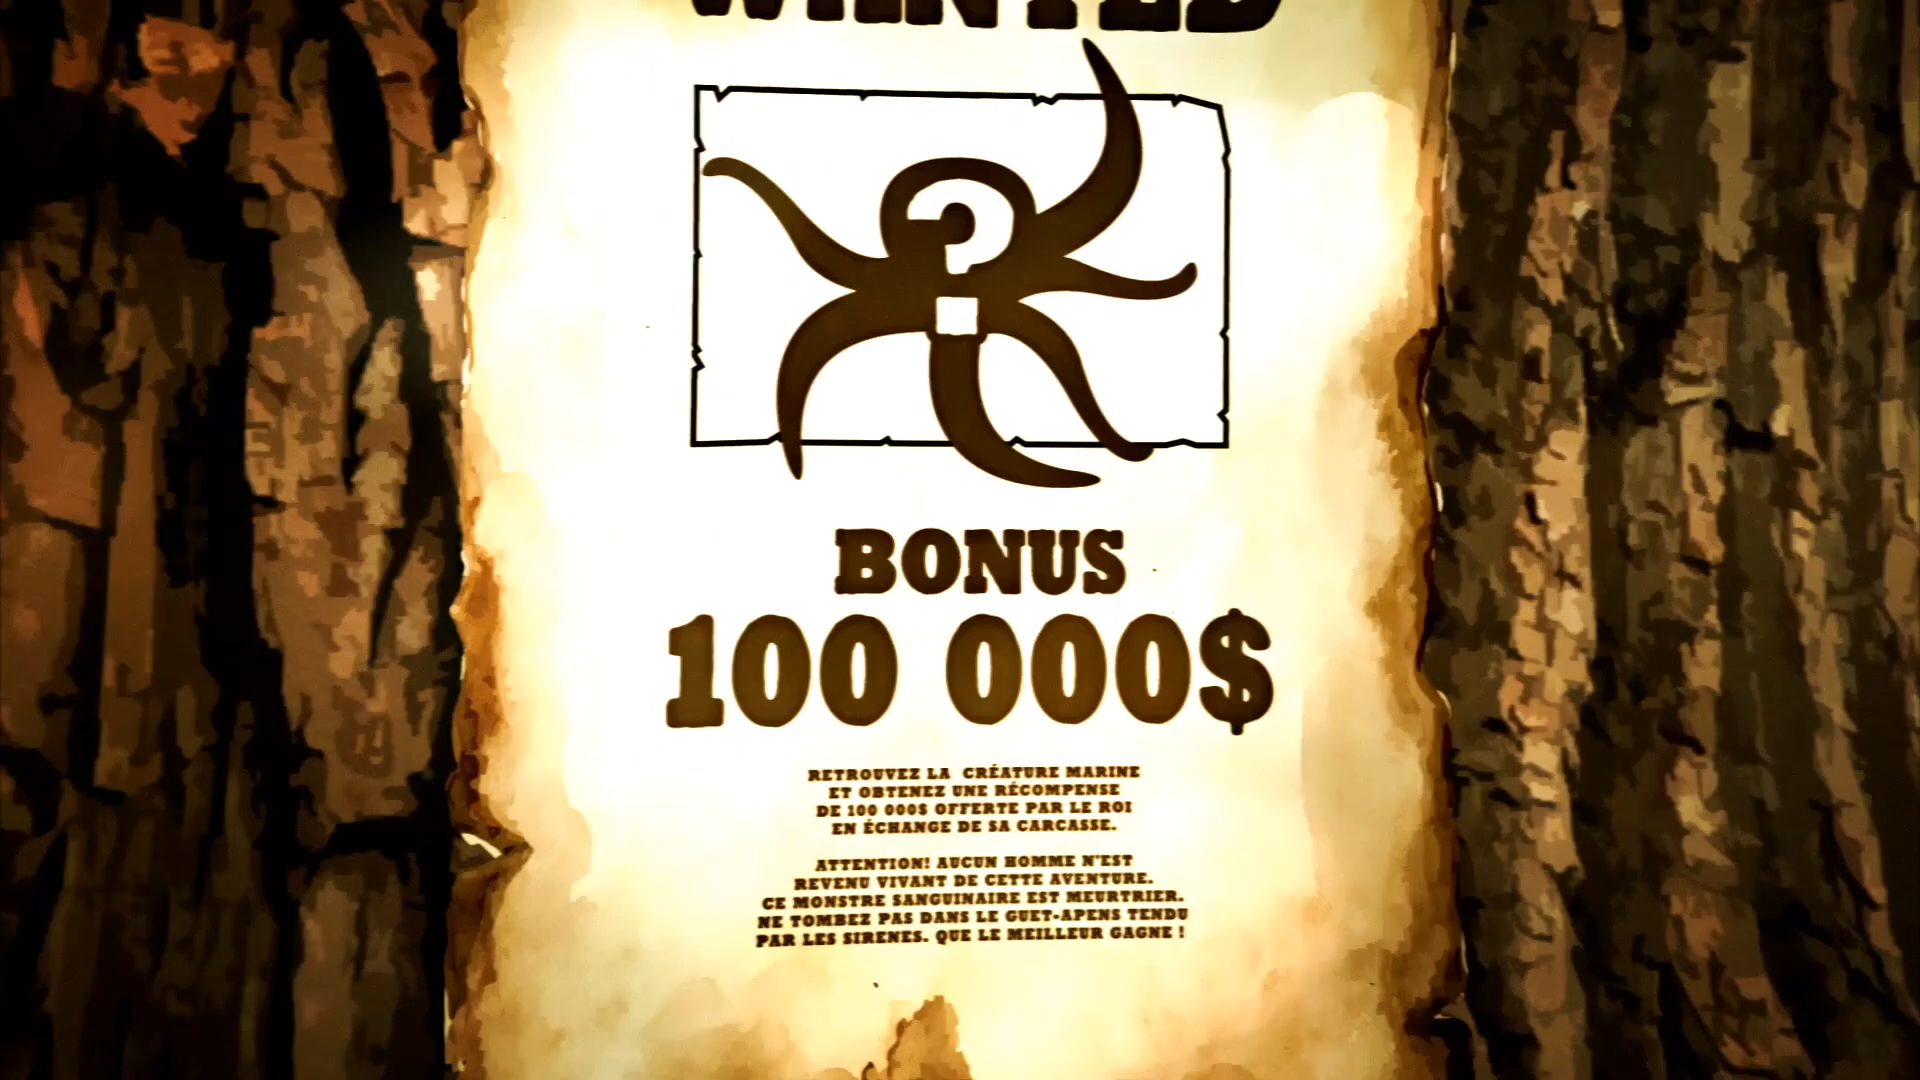 WANTED
?
BONUS
100 000$
RETROUVEZ LA CRÉATURE MARINE
ET OBTENEZ UNE RÉCOMPENSE
DE 100 000$ OFFERTE PAR LE ROI
EN ÉCHANGE DE SA CARCASSE.
ATTENTION! AUCUN HOMME N'EST
REVENU VIVANT DE CETTE AVENTURE.
CE MONSTRE SANGUINAIRE EST MEURTRIER.
NE TOMBEZ PAS DANS LE GUET-APENS TENDU
PAR LES SIRENES. QUE LE MEILLEUR GAGNE !